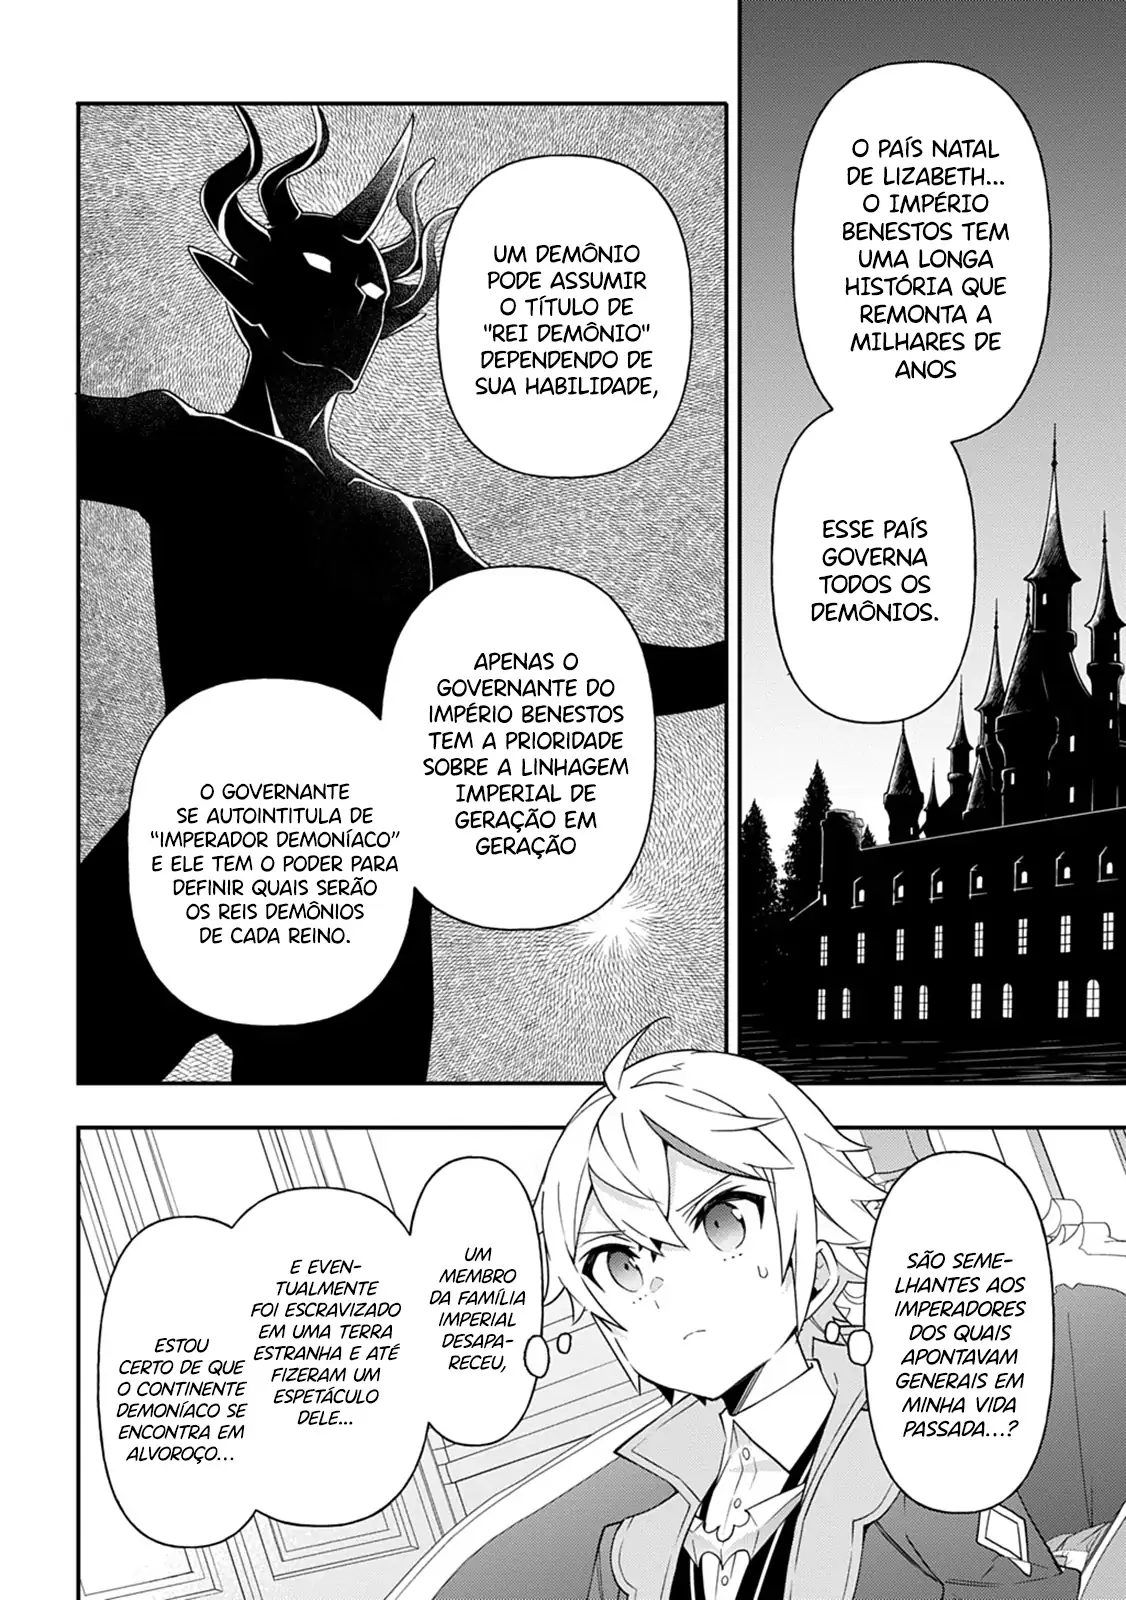 O PAÍS NATAL
DE LIZABETH...
O IMPÉRIO
BENESTOS TEM
UMA LONGA
HISTÓRIA QUE
REMONTA A
MILHARES DE
ANOS
ESSE PAÍS
GOVERNA
TODOS OS
DEMÔNIOS.
UM DEMÔNIO
PODE ASSUMIR
O TÍTULO DE
"REI DEMÔNIO"
DEPENDENDO DE
SUA HABILIDADE,
APENAS O
GOVERNANTE DO
IMPÉRIO BENESTOS
TEM A PRIORIDADE
SOBRE A LINHAGEM
IMPERIAL DE
GERAÇÃO EM
GERAÇÃO
O GOVERNANTE
SE AUTOINTITULA DE
"IMPERADOR DEMONÍACO"
E ELE TEM O PODER PARA
DEFINIR QUAIS SERÃO
OS REIS DEMÔNIOS
DE CADA REINO.
SÃO SEME-
LHANTES AOS
IMPERADORES
DOS QUAIS
APONTAVAM
GENERAIS EM
MINHA VIDA
PASSADA...?
UM
MEMBRO
DA FAMÍLIA
IMPERIAL
DESAPA-
RECEU,
E EVEN-
TUALMENTE
FOI ESCRAVIZADO
EM UMA TERRA
ESTRANHA E ATÉ
FIZERAM UM
ESPETÁCULO
DELE...
ESTOU
CERTO DE QUE
O CONTINENTE
DEMONÍACO SE
ENCONTRA EM
ALVOROÇO...